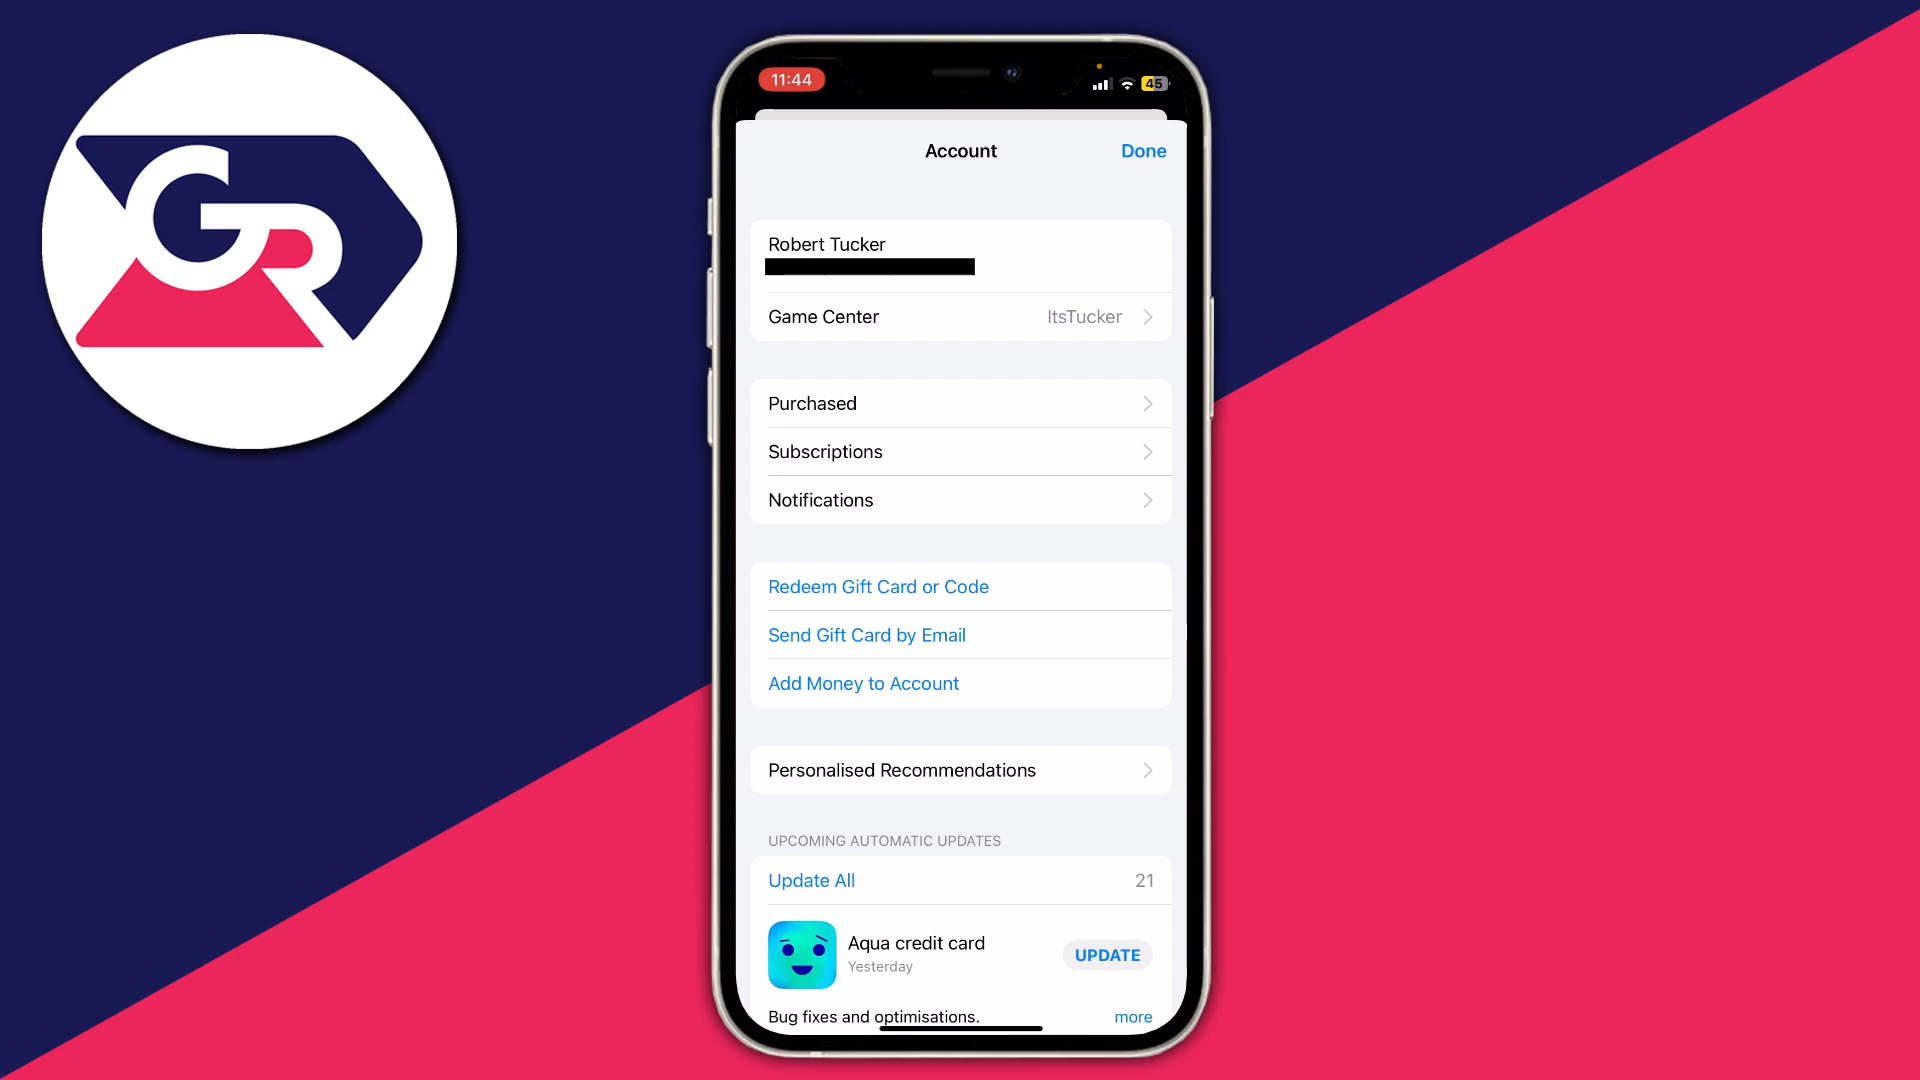 GR
11:44
45
Account
Done
Robert Tucker
Game Center
ItsTucker
Purchased
Subscriptions
Notifications
Redeem Gift Card or Code
Send Gift Card by Email
Add Money to Account
Personalised Recommendations
UPCOMING AUTOMATIC UPDATES
Update All
21
Aqua credit card
Yesterday
UPDATE
Bug fixes and optimisations.
more